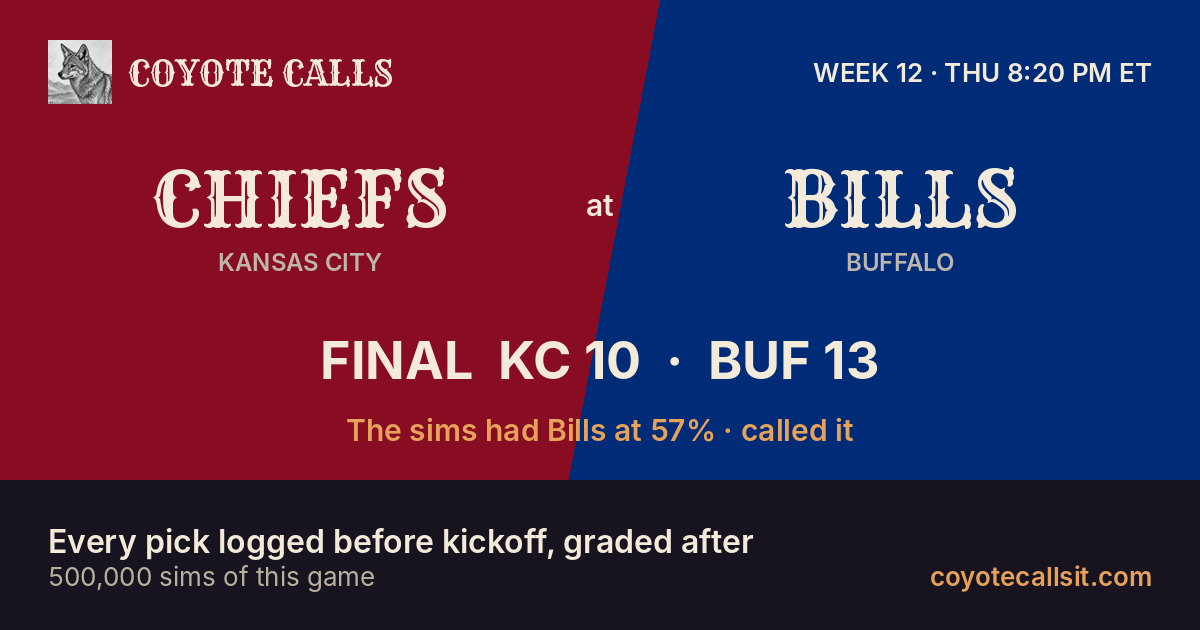 COYOTE CALLS
WEEK 12 · THU 8:20 PM ET
CHIEFS
at
BILLS
KANSAS CITY
BUFFALO
FINAL KC 10 · BUF 13
The sims had Bills at 57% · called it
Every pick logged before kickoff, graded after
500,000 sims of this game
coyotecallsit.com